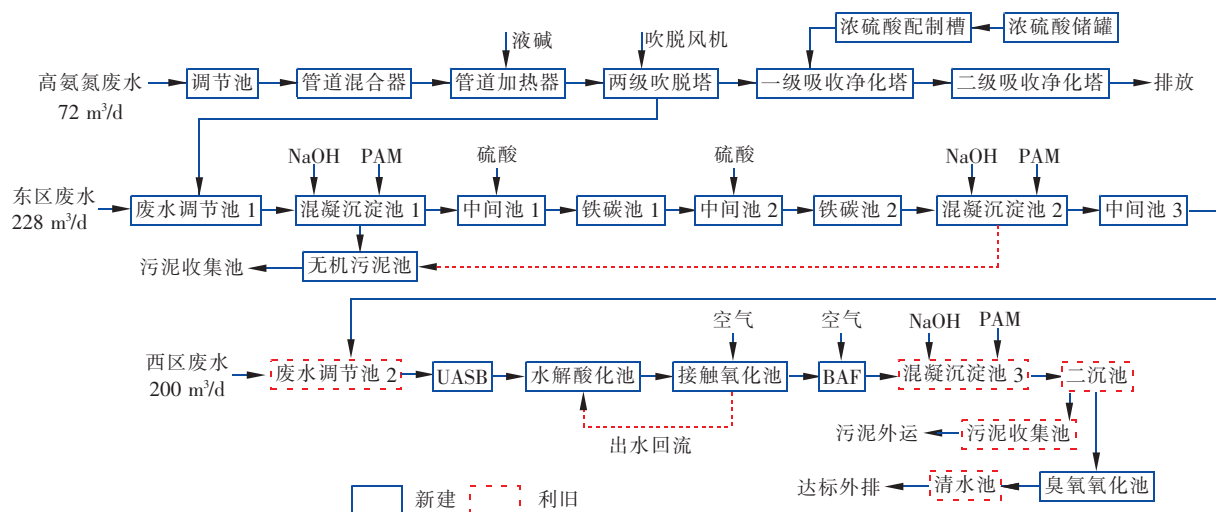 液碱
吹脱风机
浓硫酸配制槽
浓硫酸储罐
高氨氮废水
72 m³/d
调节池
管道混合器
管道加热器
两级吹脱塔
一级吸收净化塔
二级吸收净化塔
排放
NaOH
PAM
硫酸
硫酸
NaOH
PAM
东区废水
228 m³/d
废水调节池 1
混凝沉淀池 1
中间池 1
铁碳池 1
中间池 2
铁碳池 2
混凝沉淀池 2
中间池 3
污泥收集池
无机污泥池
空气
空气
NaOH
PAM
西区废水
200 m³/d
废水调节池 2
UASB
水解酸化池
接触氧化池
BAF
混凝沉淀池 3
二沉池
出水回流
污泥外运
污泥收集池
达标外排
清水池
臭氧氧化池
新建
利旧